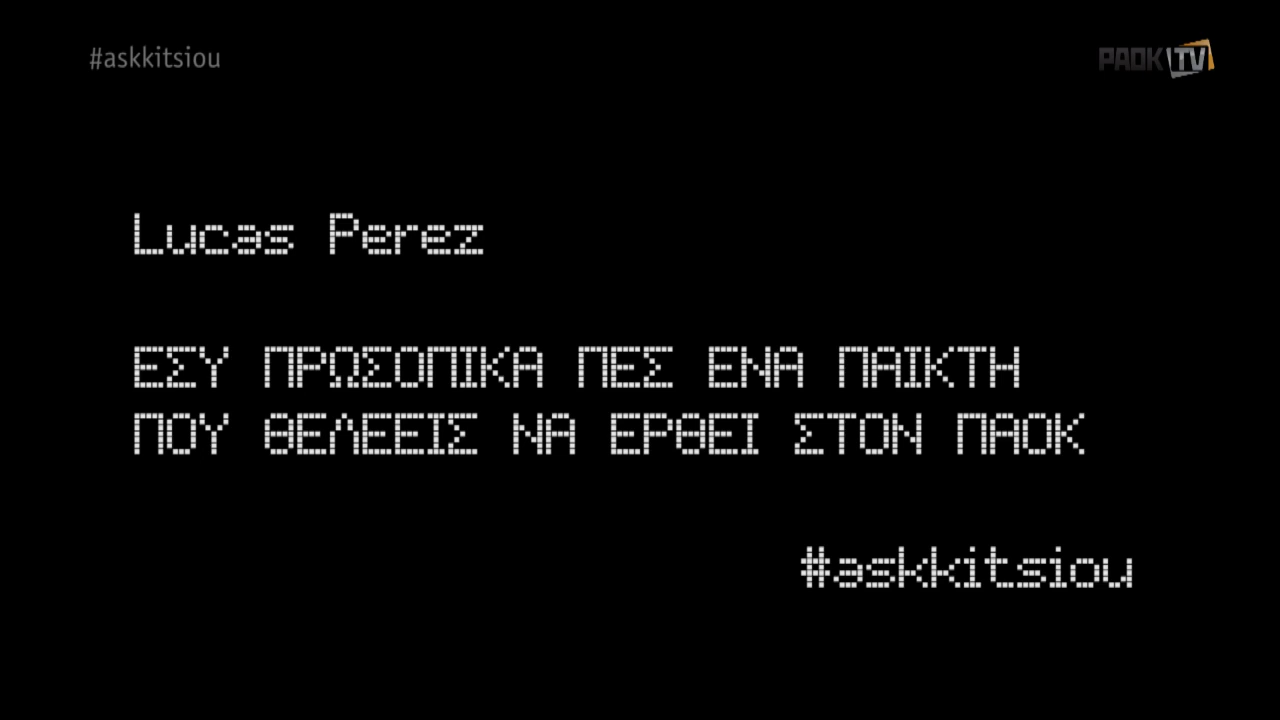 #askkitsiou
PAOK TV
Lucas Perez
ΕΣΥ ΠΡΩΣΟΠΙΚΑ ΠΕΣ ΕΝΑ ΠΑΙΚΤΗ
ΠΟΥ ΘΕΛΕΕΙΣ ΝΑ ΕΡΘΕΙ ΣΤΟΝ ΠΑΟΚ
#askkitsiou